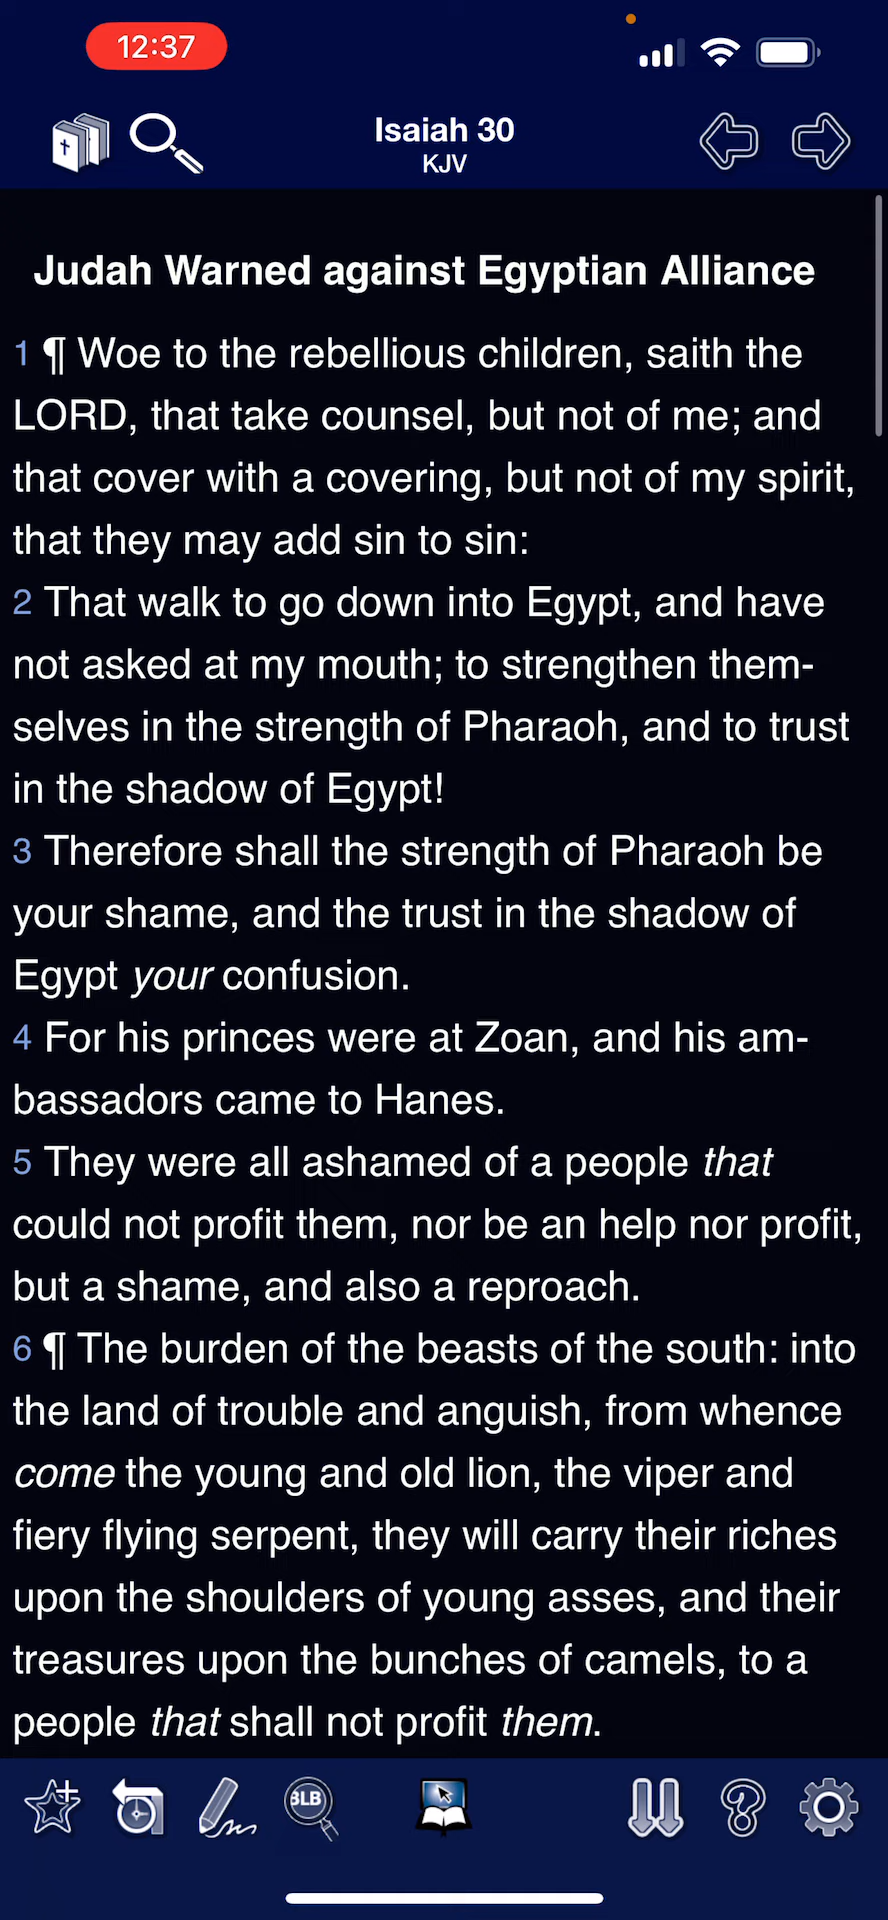 12:37
Isaiah 30
KJV
Judah Warned against Egyptian Alliance
1 ¶ Woe to the rebellious children, saith the
LORD, that take counsel, but not of me; and
that cover with a covering, but not of my spirit,
that they may add sin to sin:
2 That walk to go down into Egypt, and have
not asked at my mouth; to strengthen them-
selves in the strength of Pharaoh, and to trust
in the shadow of Egypt!
3 Therefore shall the strength of Pharaoh be
your shame, and the trust in the shadow of
Egypt your confusion.
4 For his princes were at Zoan, and his am-
bassadors came to Hanes.
5 They were all ashamed of a people that
could not profit them, nor be an help nor profit,
but a shame, and also a reproach.
6 ¶ The burden of the beasts of the south: into
the land of trouble and anguish, from whence
come the young and old lion, the viper and
fiery flying serpent, they will carry their riches
upon the shoulders of young asses, and their
treasures upon the bunches of camels, to a
people that shall not profit them.
BLB